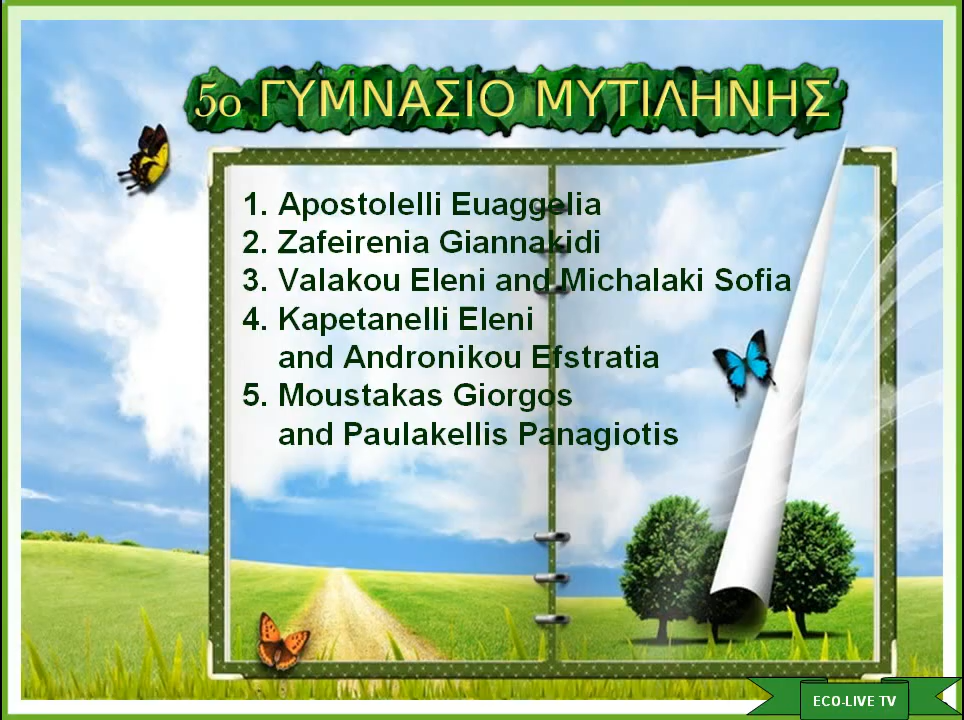 5ο ΓΥΜΝΑΣΙΟ ΜΥΤΙΛΗΝΗΣ
1. Apostolelli Euaggelia
2. Zafeirenia Giannakidi
3. Valakou Eleni and Michalaki Sofia
4. Kapetanelli Eleni
and Andronikou Efstratia
5. Moustakas Giorgos
and Paulakellis Panagiotis
ECO-LIVE TV